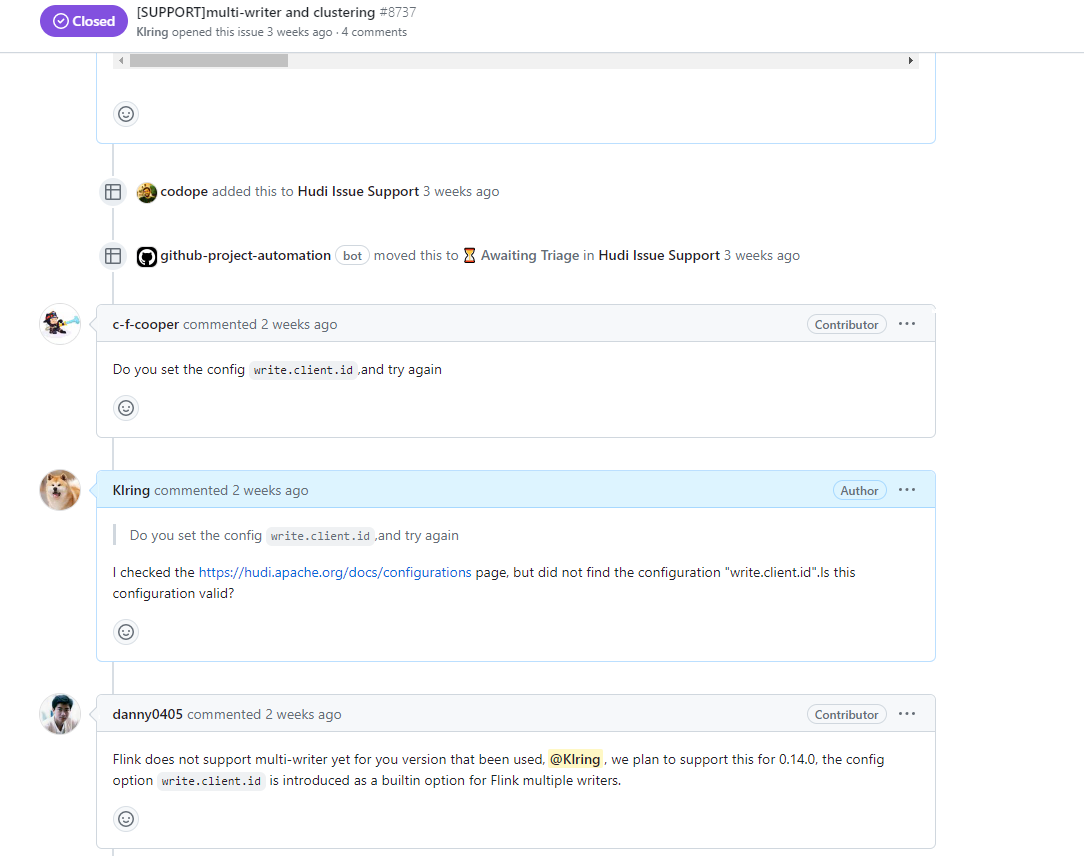 Closed
[SUPPORT]multi-writer and clustering #8737
KIring opened this issue 3 weeks ago · 4 comments
codope added this to Hudi Issue Support 3 weeks ago
github-project-automation bot moved this to ⌛ Awaiting Triage in Hudi Issue Support 3 weeks ago
c-f-cooper commented 2 weeks ago
Contributor
Do you set the config write.client.id ,and try again
KIring commented 2 weeks ago
Author
Do you set the config write.client.id ,and try again
I checked the https://hudi.apache.org/docs/configurations page, but did not find the configuration "write.client.id".Is this
configuration valid?
danny0405 commented 2 weeks ago
Contributor
Flink does not support multi-writer yet for you version that been used, @KIring , we plan to support this for 0.14.0, the config
option write.client.id is introduced as a builtin option for Flink multiple writers.